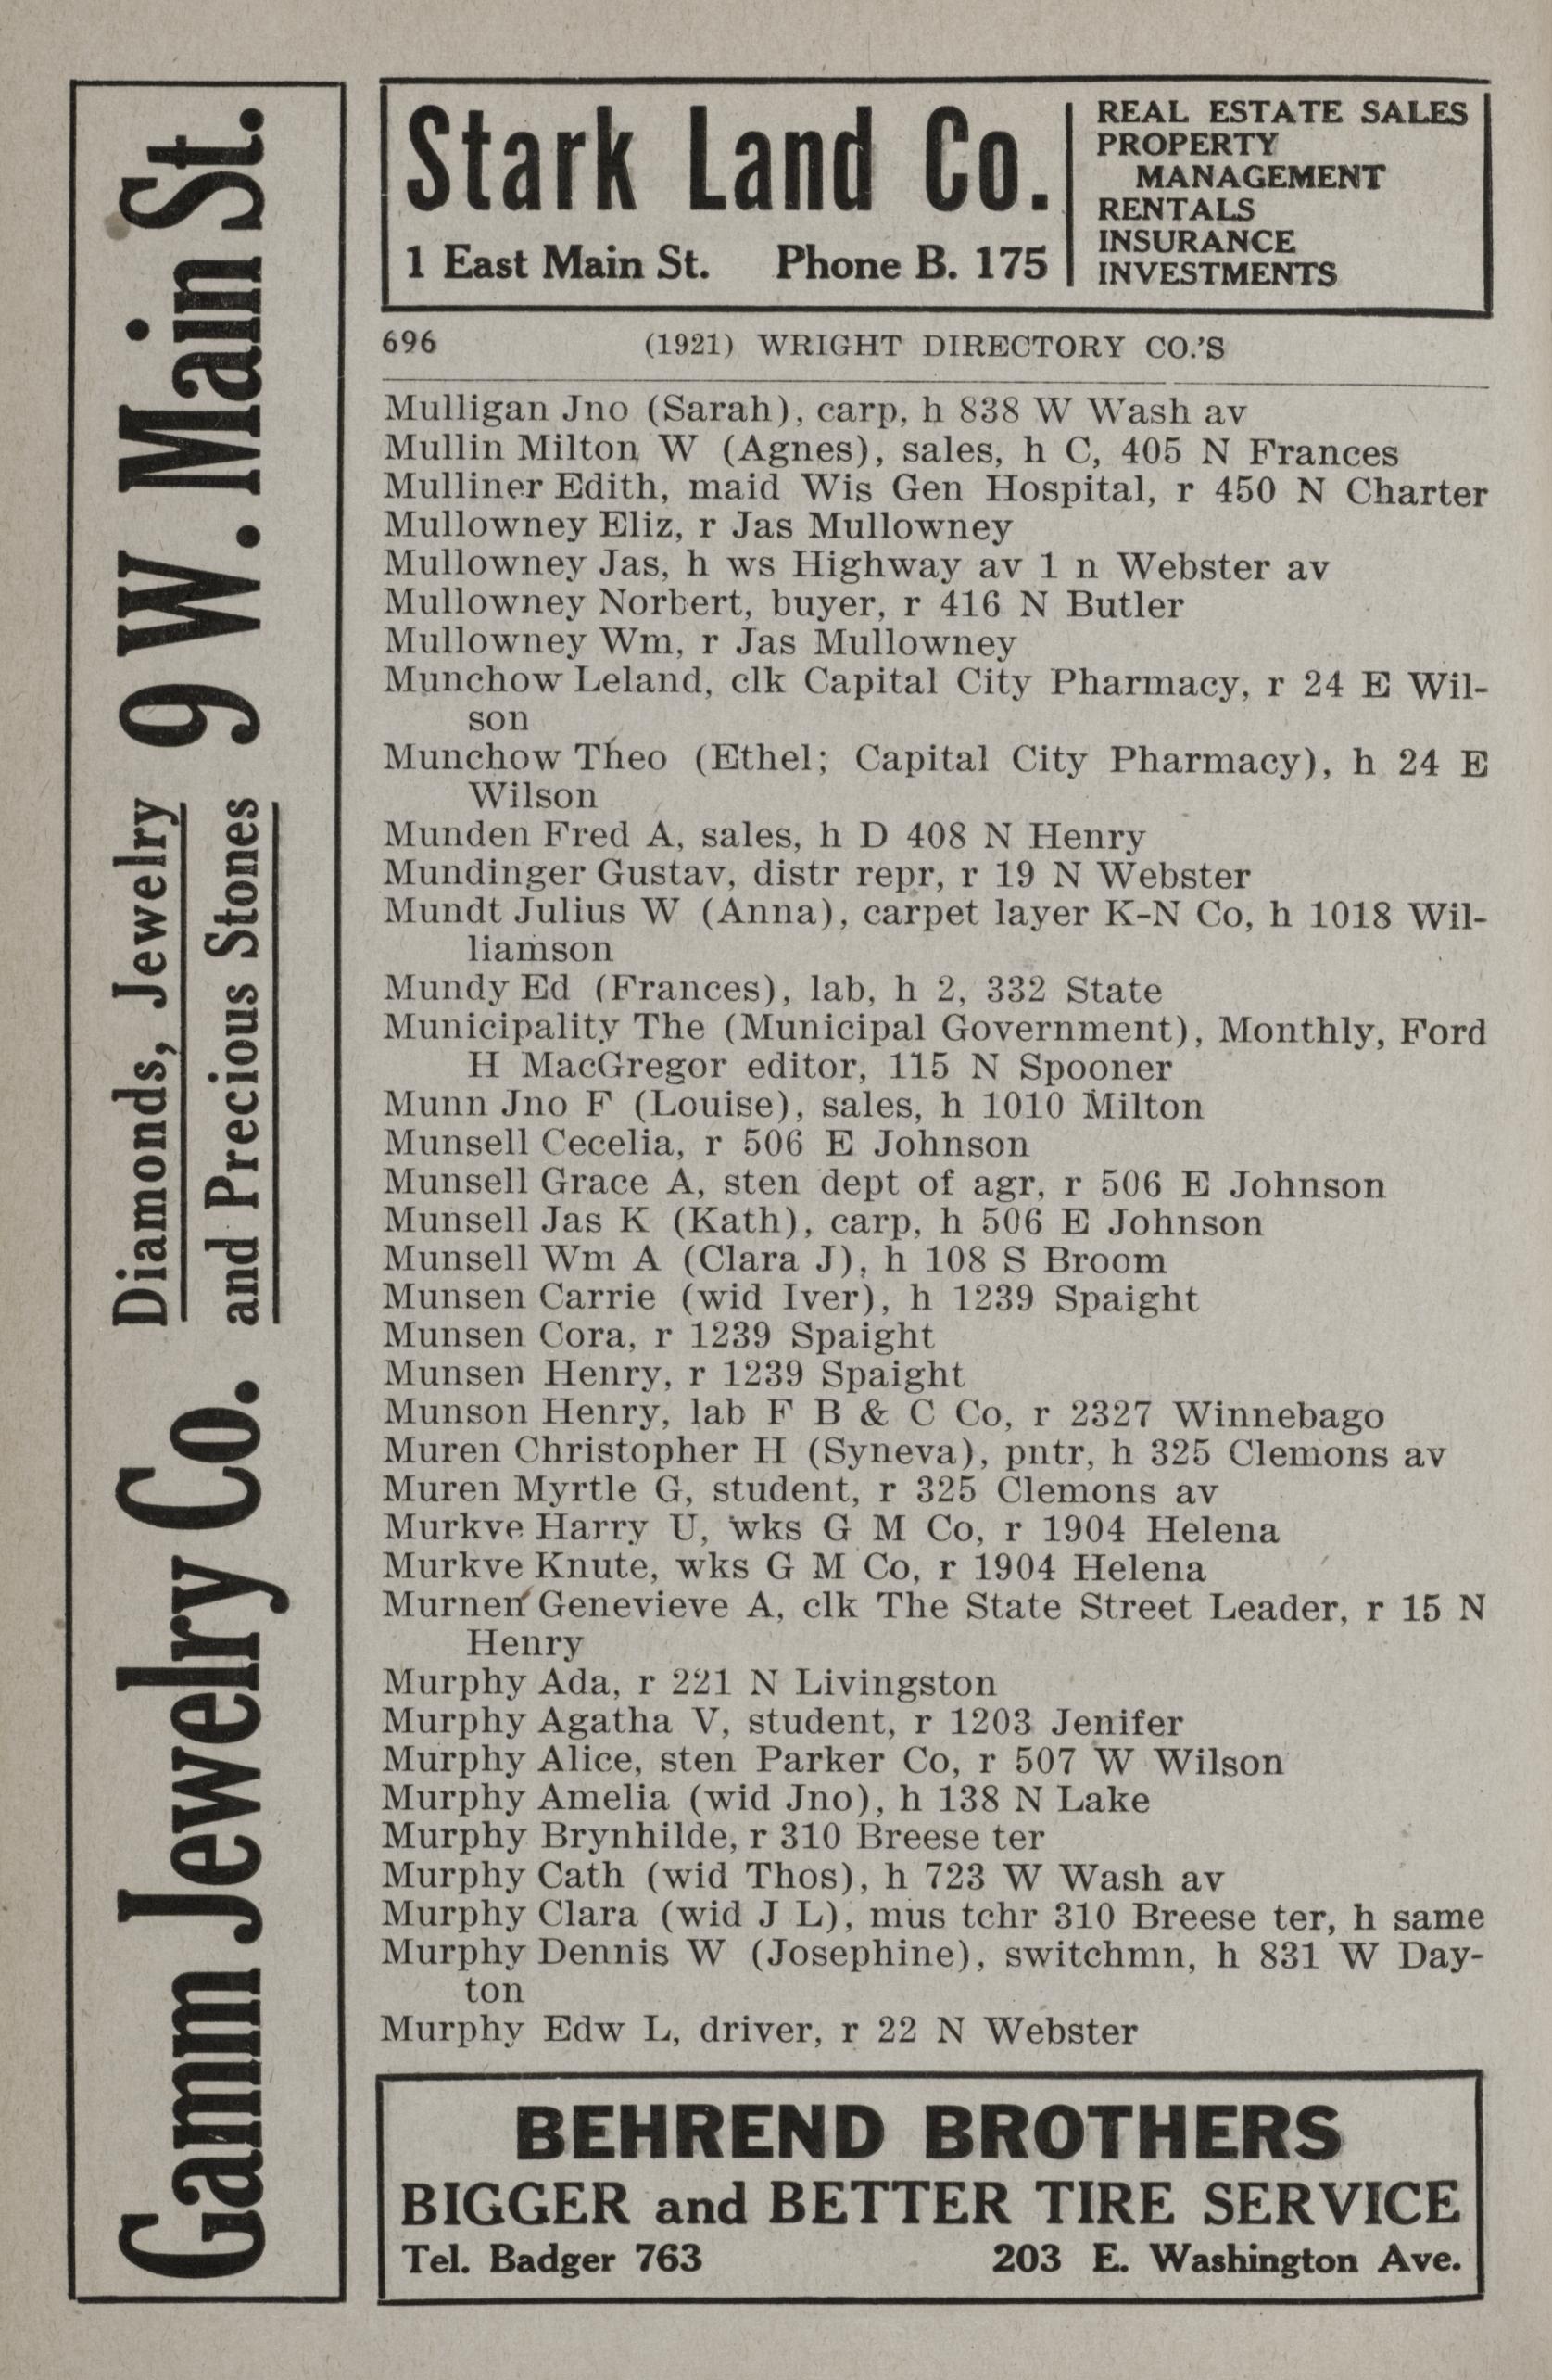 Gamm Jewelry Co. Diamonds, Jewelry and Precious Stones 9 W. Main St.
Stark Land Co.
1 East Main St. Phone B. 175
REAL ESTATE SALES
PROPERTY
MANAGEMENT
RENTALS
INSURANCE
INVESTMENTS
696 (1921) WRIGHT DIRECTORY CO.'S
Mulligan Jno (Sarah), carp, h 838 W Wash av
Mullin Milton W (Agnes), sales, h C, 405 N Frances
Mulliner Edith, maid Wis Gen Hospital, r 450 N Charter
Mullowney Eliz, r Jas Mullowney
Mullowney Jas, h ws Highway av 1 n Webster av
Mullowney Norbert, buyer, r 416 N Butler
Mullowney Wm, r Jas Mullowney
Munchow Leland, clk Capital City Pharmacy, r 24 E Wil-
son
Munchow Theo (Ethel; Capital City Pharmacy), h 24 E
Wilson
Munden Fred A, sales, h D 408 N Henry
Mundinger Gustav, distr repr, r 19 N Webster
Mundt Julius W (Anna), carpet layer K-N Co, h 1018 Wil-
liamson
Mundy Ed (Frances), lab, h 2, 332 State
Municipality The (Municipal Government), Monthly, Ford
H MacGregor editor, 115 N Spooner
Munn Jno F (Louise), sales, h 1010 Milton
Munsell Cecelia, r 506 E Johnson
Munsell Grace A, sten dept of agr, r 506 E Johnson
Munsell Jas K (Kath), carp, h 506 E Johnson
Munsell Wm A (Clara J), h 108 S Broom
Munsen Carrie (wid Iver), h 1239 Spaight
Munsen Cora, r 1239 Spaight
Munsen Henry, r 1239 Spaight
Munson Henry, lab F B & C Co, r 2327 Winnebago
Muren Christopher H (Syneva), pntr, h 325 Clemons av
Muren Myrtle G, student, r 325 Clemons av
Murkve Harry U, wks G M Co, r 1904 Helena
Murkve Knute, wks G M Co, r 1904 Helena
Murnen Genevieve A, clk The State Street Leader, r 15 N
Henry
Murphy Ada, r 221 N Livingston
Murphy Agatha V, student, r 1203 Jenifer
Murphy Alice, sten Parker Co, r 507 W Wilson
Murphy Amelia (wid Jno), h 138 N Lake
Murphy Brynhilde, r 310 Breese ter
Murphy Cath (wid Thos), h 723 W Wash av
Murphy Clara (wid J L), mus tchr 310 Breese ter, h same
Murphy Dennis W (Josephine), switchmn, h 831 W Day-
ton
Murphy Edw L, driver, r 22 N Webster
BEHREND BROTHERS
BIGGER and BETTER TIRE SERVICE
Tel. Badger 763 203 E. Washington Ave.